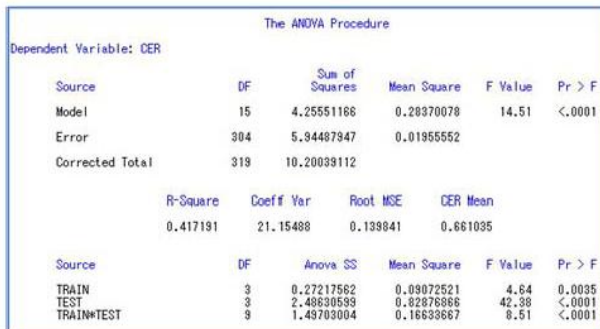 The ANOVA Procedure
Dependent Variable: CER
Source DF Sum of Squares Mean Square F Value Pr > F
Model 15 4.25551166 0.28370078 14.51 <.0001
Error 304 5.94487947 0.01955552
Corrected Total 319 10.20039112
R-Square Coeff Var Root MSE CER Mean
0.417191 21.15488 0.139841 0.661035
Source DF Anova SS Mean Square F Value Pr > F
TRAIN 3 0.27217562 0.09072521 4.64 0.0035
TEST 3 2.48630599 0.82876866 42.38 <.0001
TRAIN*TEST 9 1.49703004 0.16633667 8.51 <.0001